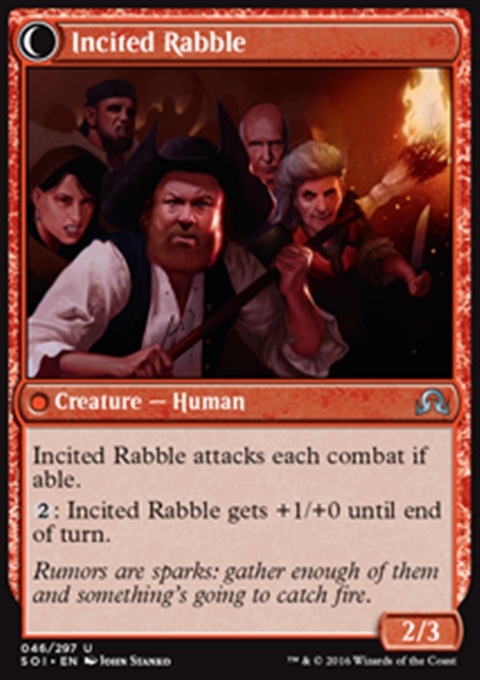 Incited Rabble
Creature — Human
Incited Rabble attacks each combat if
able.
2: Incited Rabble gets +1/+0 until end
of turn.
Rumors are sparks: gather enough of them
and something's going to catch fire.
2/3
046/297 U
SOI • EN John Stanko
™ & © 2016 Wizards of the Coast